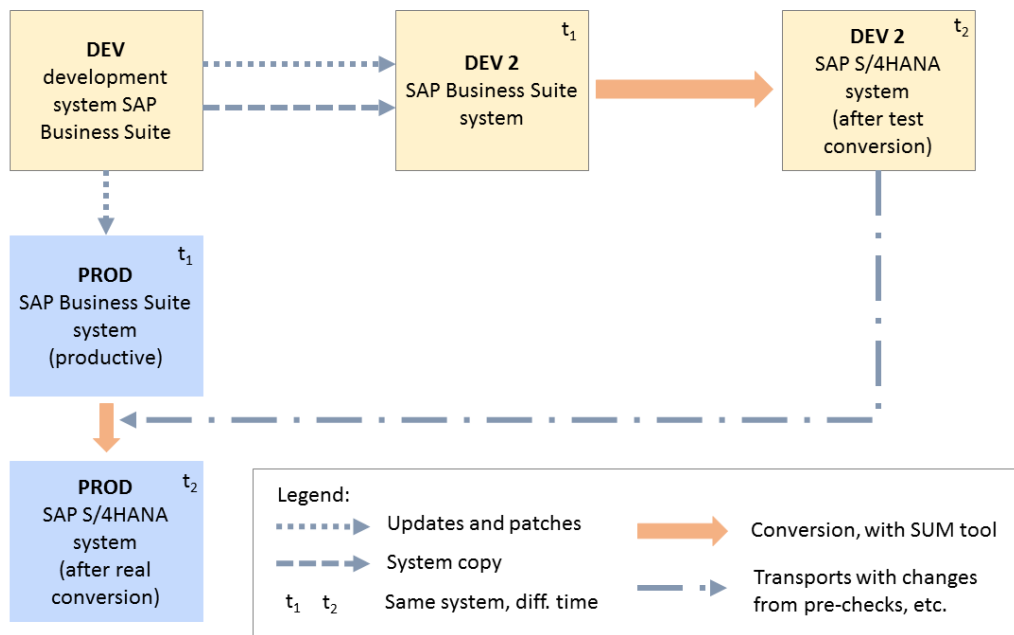 DEV
development
system SAP
Business Suite
t1
DEV 2
SAP Business Suite
system
t2
DEV 2
SAP S/4HANA
system
(after test
conversion)
t1
PROD
SAP Business Suite
system
(productive)
t2
PROD
SAP S/4HANA
system
(after real
conversion)
Legend:
Updates and patches
System copy
t1 t2 Same system, diff. time
Conversion, with SUM tool
Transports with changes
from pre-checks, etc.